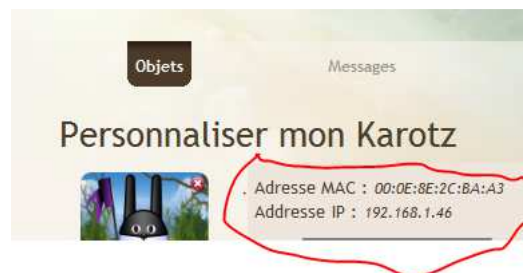 Objets Messages
Personnaliser mon Karotz
. Adresse MAC : 00:0E:8E:2C:BA:A3
Addresse IP : 192.168.1.46